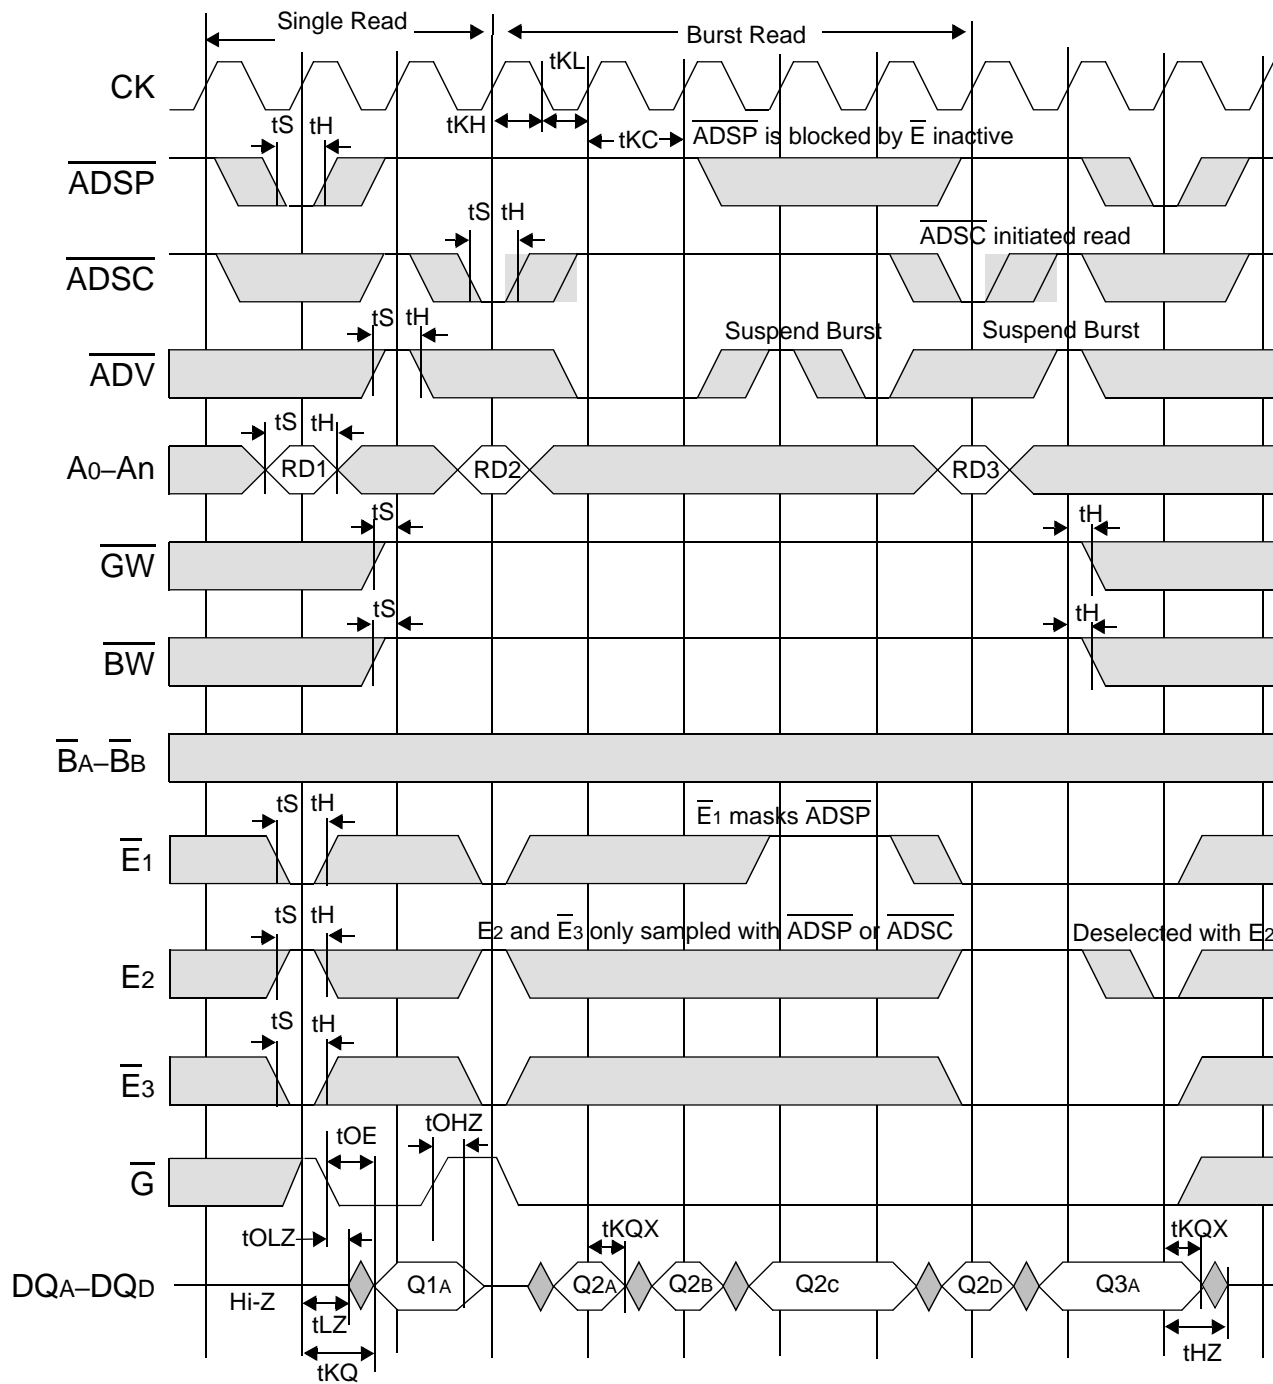 Single Read
Burst Read
CK
tKL
tKH
tKC
tS tH
ADSP is blocked by E inactive
ADSP
tS tH
ADSC initiated read
ADSC
tS tH
Suspend Burst
Suspend Burst
ADV
tS tH
A0–An
RD1
RD2
RD3
tS
tH
GW
tS
tH
BW
BA–BB
tS tH
E1 masks ADSP
E1
tS tH
E2 and E3 only sampled with ADSP or ADSC
Deselected with E2
E2
tS tH
E3
tOE
tOHZ
G
tOLZ
tKQX
tKQX
DQA–DQD
Hi-Z
Q1A
Q2A
Q2B
Q2c
Q2D
Q3A
tLZ
tHZ
tKQ